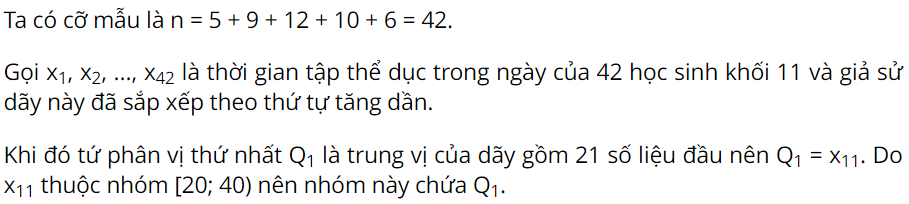 Ta có cỡ mẫu là n = 5 + 9 + 12 + 10 + 6 = 42.
Gọi x₁, x₂, ..., x₄₂ là thời gian tập thể dục trong ngày của 42 học sinh khối 11 và giả sử
dãy này đã sắp xếp theo thứ tự tăng dần.
Khi đó tứ phân vị thứ nhất Q₁ là trung vị của dãy gồm 21 số liệu đầu nên Q₁ = x₁₁. Do
x₁₁ thuộc nhóm [20; 40) nên nhóm này chứa Q₁.